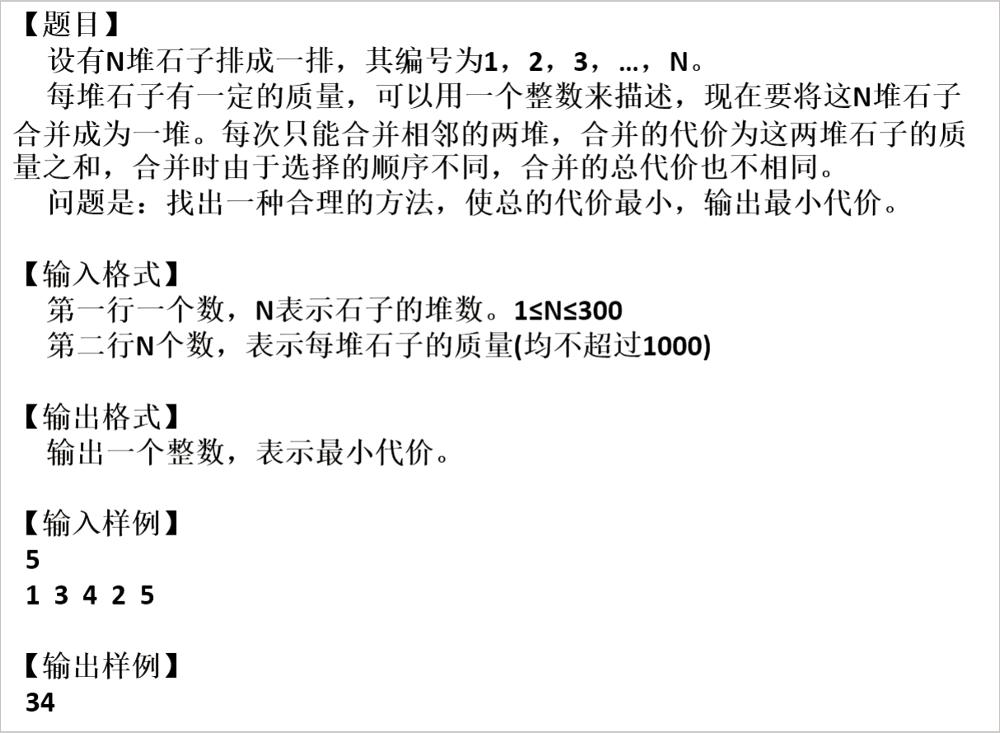 【题目】
设有N堆石子排成一排，其编号为1，2，3，…，N。
每堆石子有一定的质量，可以用一个整数来描述，现在要将这N堆石子
合并成为一堆。每次只能合并相邻的两堆，合并的代价为这两堆石子的质
量之和，合并时由于选择的顺序不同，合并的总代价也不相同。
问题是：找出一种合理的方法，使总的代价最小，输出最小代价。
【输入格式】
第一行一个数，N表示石子的堆数。1≤N≤300
第二行N个数，表示每堆石子的质量(均不超过1000)
【输出格式】
输出一个整数，表示最小代价。
【输入样例】
5
1 3 4 2 5
【输出样例】
34